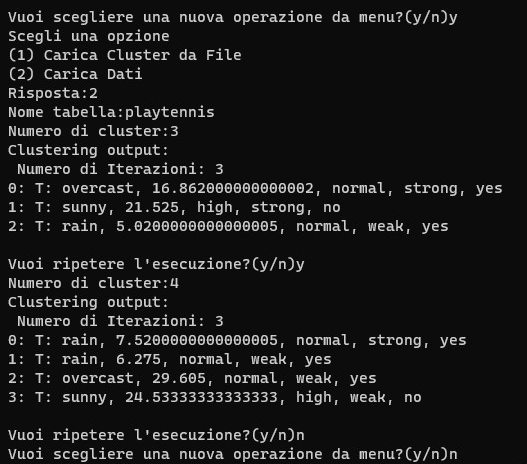 Vuoi scegliere una nuova operazione da menu?(y/n)y
Scegli una opzione
(1) Carica Cluster da File
(2) Carica Dati
Risposta:2
Nome tabella:playtennis
Numero di cluster:3
Clustering output:
 Numero di Iterazioni: 3
0: T: overcast, 16.862000000000002, normal, strong, yes
1: T: sunny, 21.525, high, strong, no
2: T: rain, 5.0200000000000005, normal, weak, yes

Vuoi ripetere l'esecuzione?(y/n)y
Numero di cluster:4
Clustering output:
 Numero di Iterazioni: 3
0: T: rain, 7.5200000000000005, normal, strong, yes
1: T: rain, 6.275, normal, weak, yes
2: T: overcast, 29.605, normal, weak, yes
3: T: sunny, 24.53333333333333, high, weak, no

Vuoi ripetere l'esecuzione?(y/n)n
Vuoi scegliere una nuova operazione da menu?(y/n)n